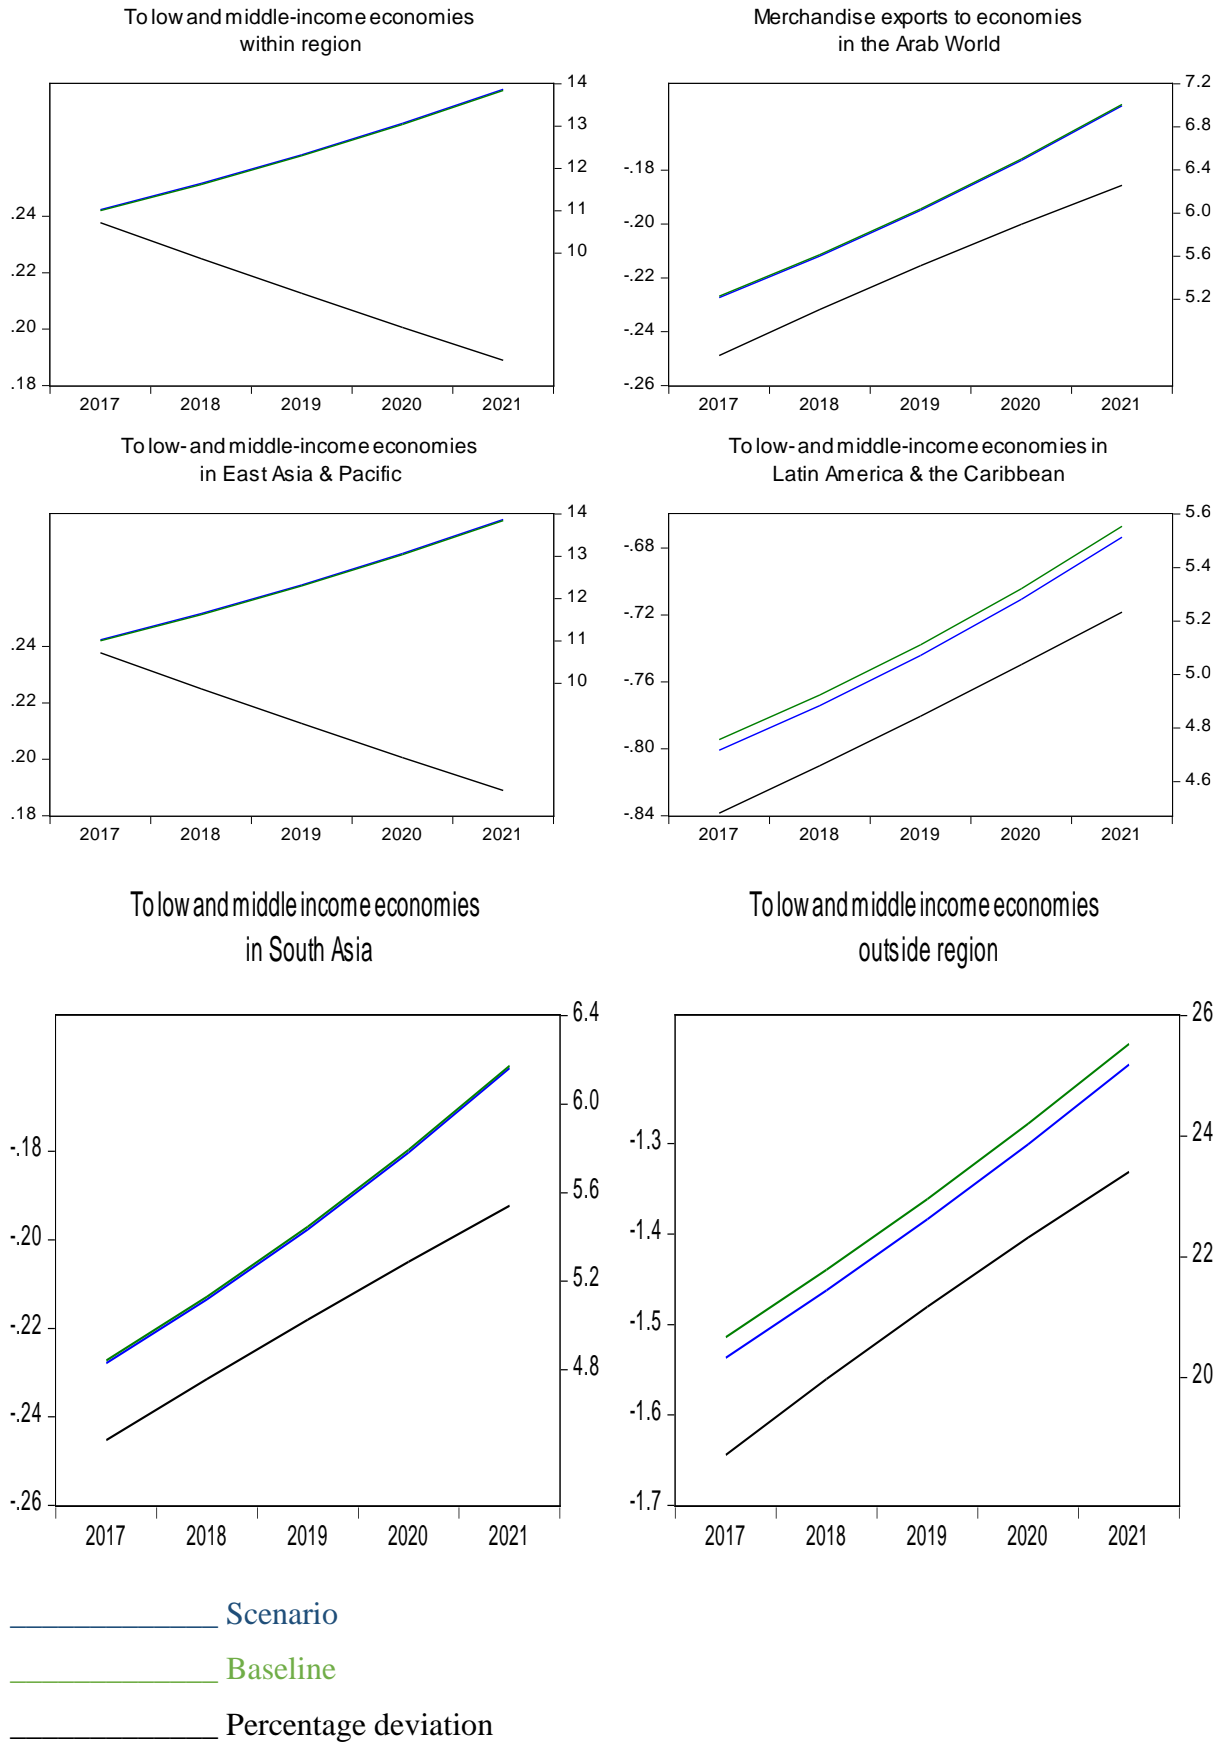 To low and middle-income economies
within region
14
13
12
11
10
.24
.22
.20
.18
2017 2018 2019 2020 2021
Merchandise exports to economies
in the Arab World
7.2
6.8
6.4
6.0
5.6
5.2
-.18
-.20
-.22
-.24
-.26
2017 2018 2019 2020 2021
To low- and middle-income economies
in East Asia & Pacific
14
13
12
11
10
.24
.22
.20
.18
2017 2018 2019 2020 2021
To low- and middle-income economies in
Latin America & the Caribbean
5.6
5.4
5.2
5.0
4.8
4.6
-.68
-.72
-.76
-.80
-.84
2017 2018 2019 2020 2021
To low and middle income economies
in South Asia
6.4
6.0
5.6
5.2
4.8
-.18
-.20
-.22
-.24
-.26
2017 2018 2019 2020 2021
To low and middle income economies
outside region
26
24
22
20
-1.3
-1.4
-1.5
-1.6
-1.7
2017 2018 2019 2020 2021
_____________ Scenario
_____________ Baseline
_____________ Percentage deviation